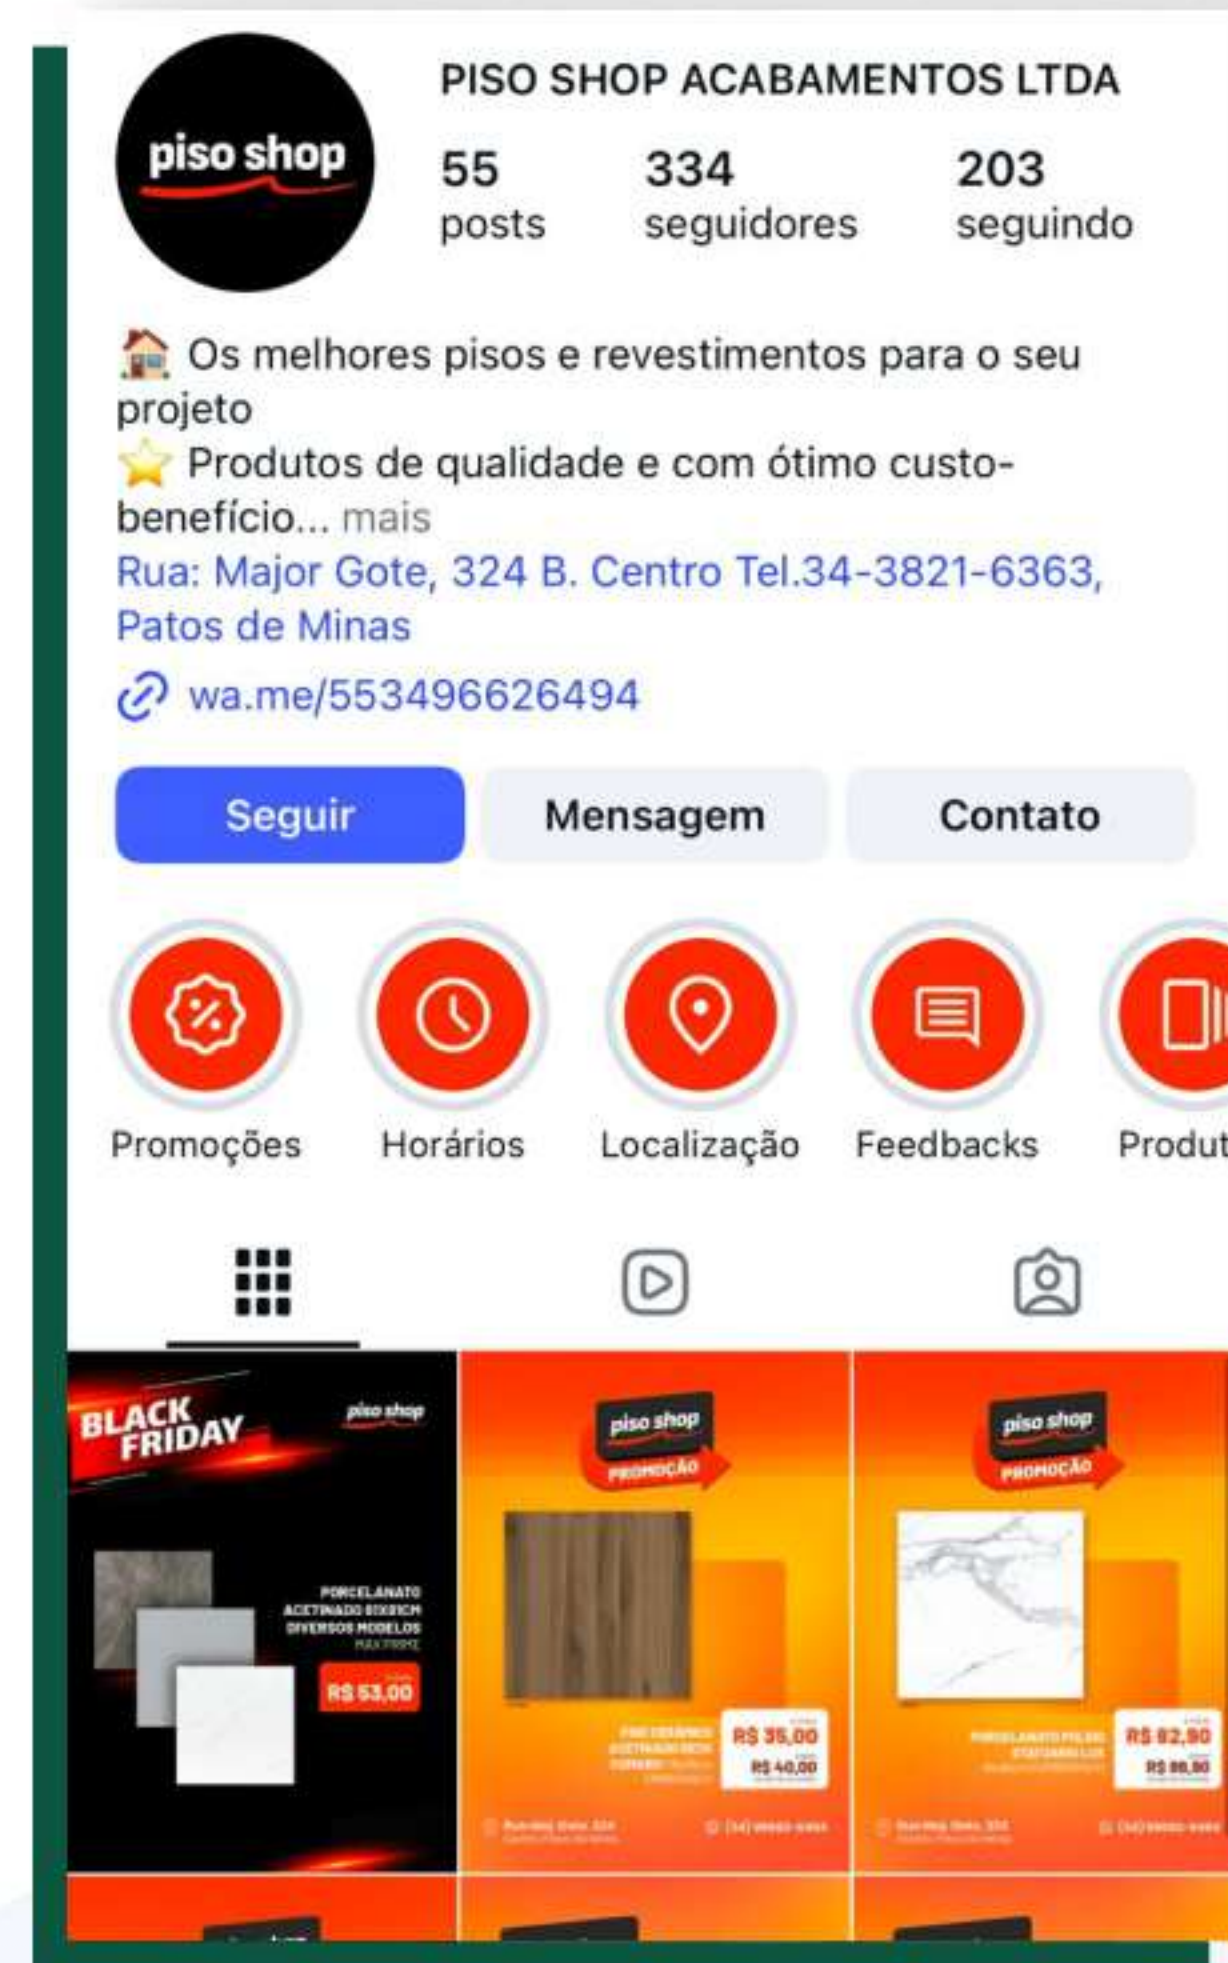 piso shop
PISO SHOP ACABAMENTOS LTDA
55
posts
334
seguidores
203
seguindo
🏠 Os melhores pisos e revestimentos para o seu
projeto
⭐ Produtos de qualidade e com ótimo custo-
benefício... mais
Rua: Major Gote, 324 B. Centro Tel.34-3821-6363,
Patos de Minas
wa.me/553496626494
Seguir
Mensagem
Contato
Promoções
Horários
Localização
Feedbacks
Produt
BLACK
FRIDAY
piso shop
PORCELANATO
ACETINADO
DIVERSOS MODELOS
R$ 53,00
piso shop
PROMOÇÃO
R$ 35,00
R$ 40,00
piso shop
PROMOÇÃO
R$ 82,90